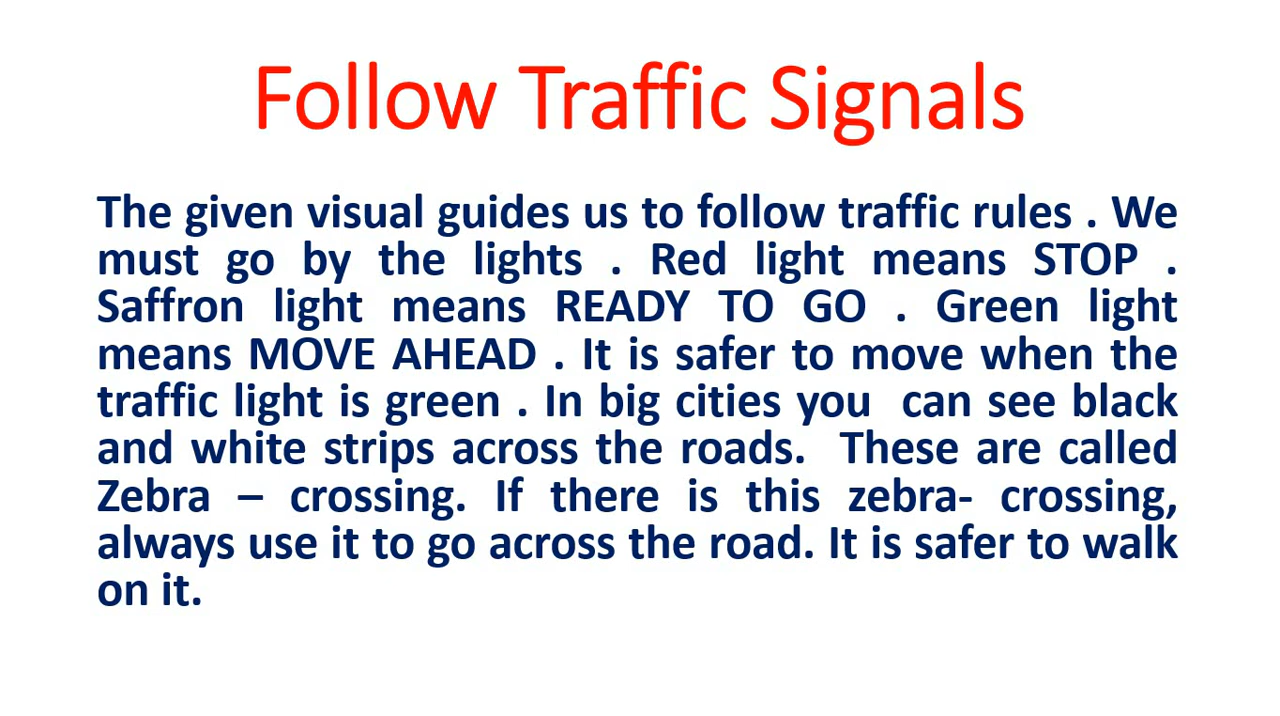 Follow Traffic Signals
The given visual guides us to follow traffic rules . We
must go by the lights . Red light means STOP .
Saffron light means READY TO GO . Green light
means MOVE AHEAD . It is safer to move when the
traffic light is green . In big cities you  can see black
and white strips across the roads.  These are called
Zebra – crossing. If there is this zebra- crossing,
always use it to go across the road. It is safer to walk
on it.